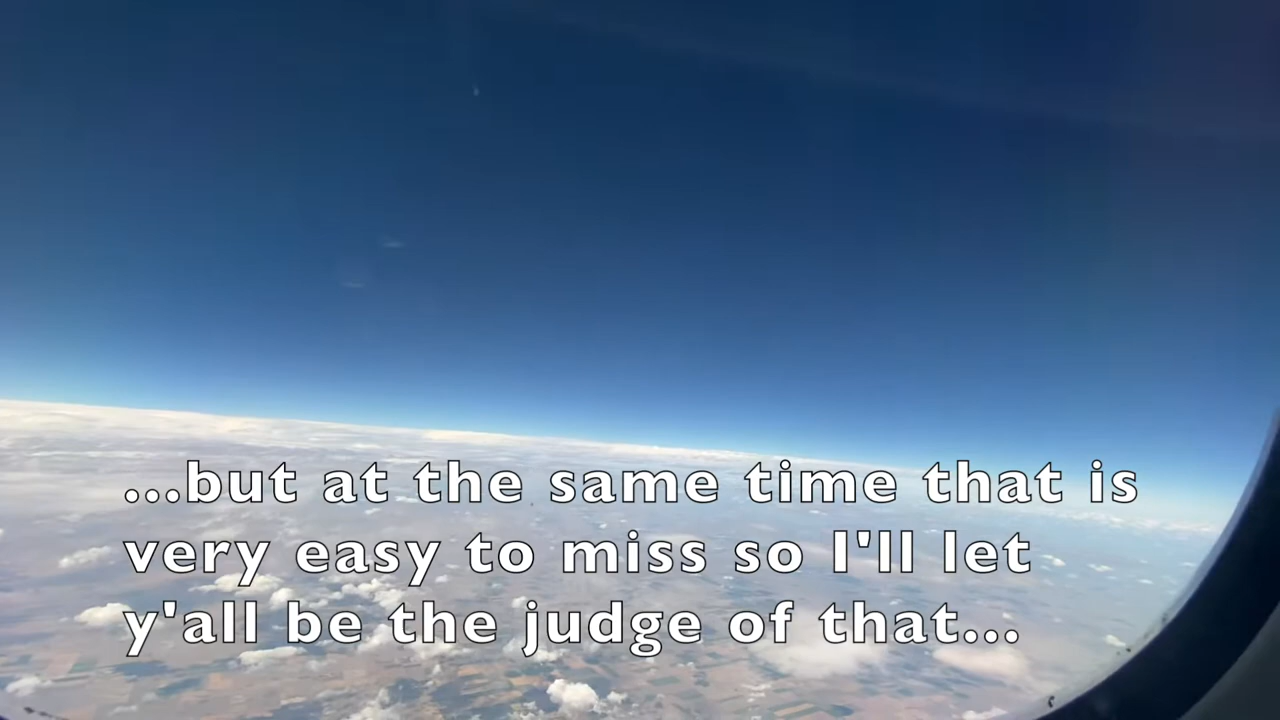 ...but at the same time that is
very easy to miss so I'll let
y'all be the judge of that...